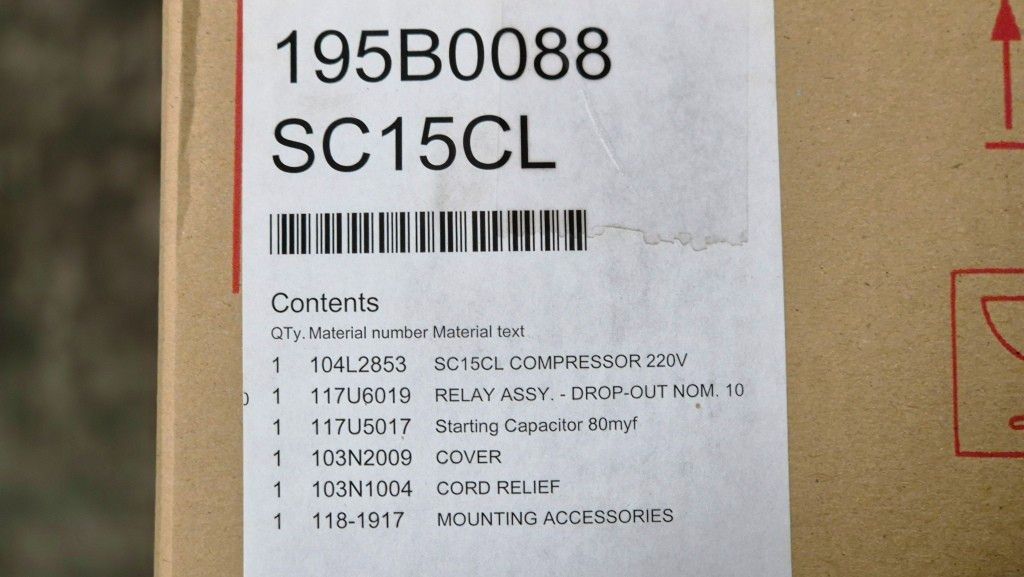 195B0088
SC15CL
Contents
QTy. Material number Material text
1 104L2853 SC15CL COMPRESSOR 220V
1 117U6019 RELAY ASSY. - DROP-OUT NOM. 10
1 117U5017 Starting Capacitor 80myf
1 103N2009 COVER
1 103N1004 CORD RELIEF
1 118-1917 MOUNTING ACCESSORIES